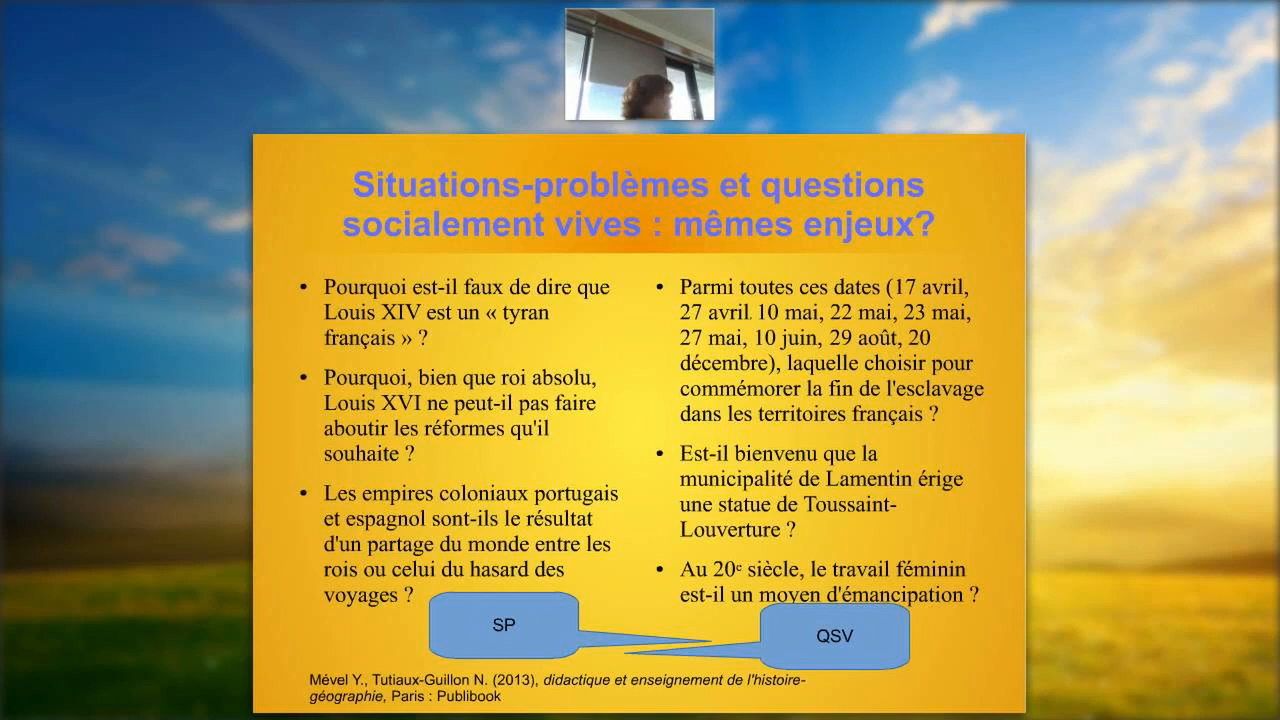 Situations-problèmes et questions
socialement vives : mêmes enjeux?
• Pourquoi est-il faux de dire que
Louis XIV est un « tyran
français » ?
• Pourquoi, bien que roi absolu,
Louis XVI ne peut-il pas faire
aboutir les réformes qu'il
souhaite ?
• Les empires coloniaux portugais
et espagnol sont-ils le résultat
d'un partage du monde entre les
rois ou celui du hasard des
voyages ?
• Parmi toutes ces dates (17 avril,
27 avril 10 mai, 22 mai, 23 mai,
27 mai, 10 juin, 29 août, 20
décembre), laquelle choisir pour
commémorer la fin de l'esclavage
dans les territoires français ?
• Est-il bienvenu que la
municipalité de Lamentin érige
une statue de Toussaint-
Louverture ?
• Au 20e siècle, le travail féminin
est-il un moyen d'émancipation ?
SP
QSV
Mével Y., Tutiaux-Guillon N. (2013), didactique et enseignement de l'histoire-
géographie, Paris : Publibook